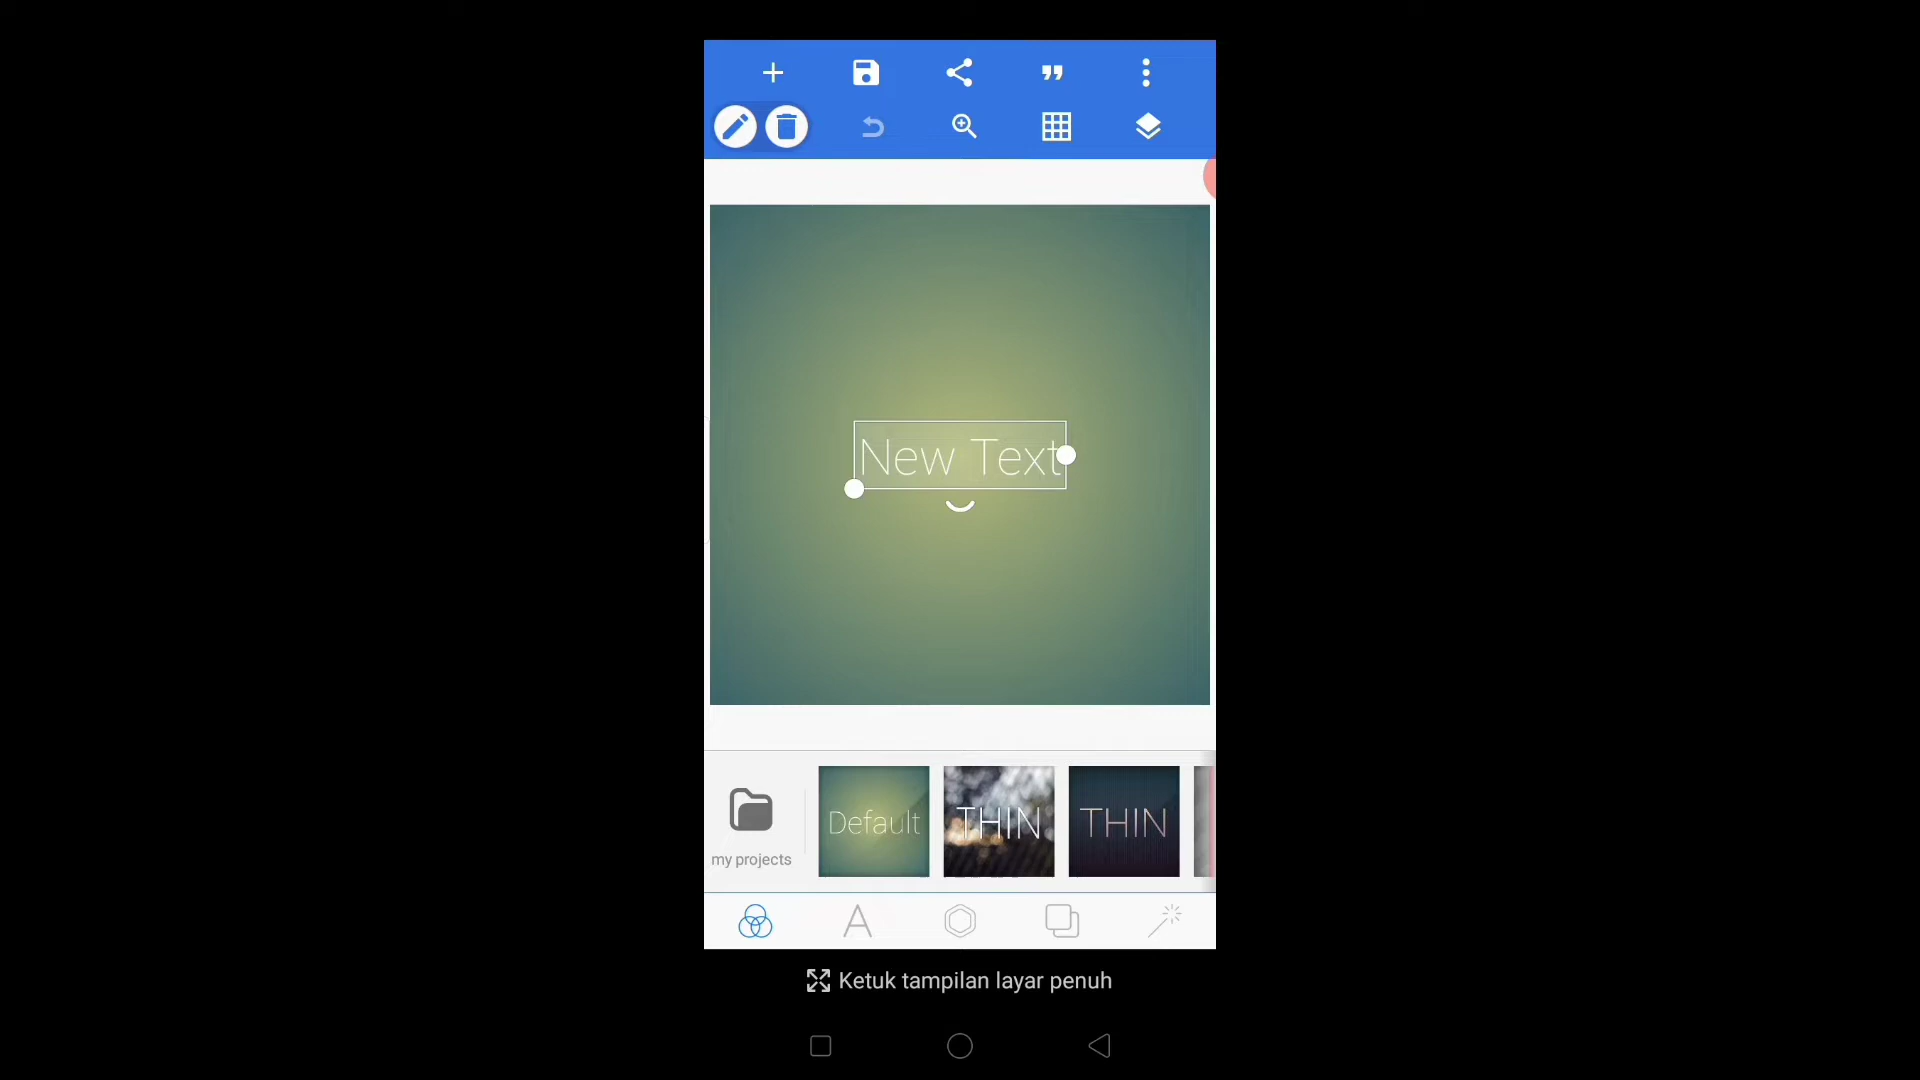 New Text
my projects
Default
THIN
THIN
Ketuk tampilan layar penuh